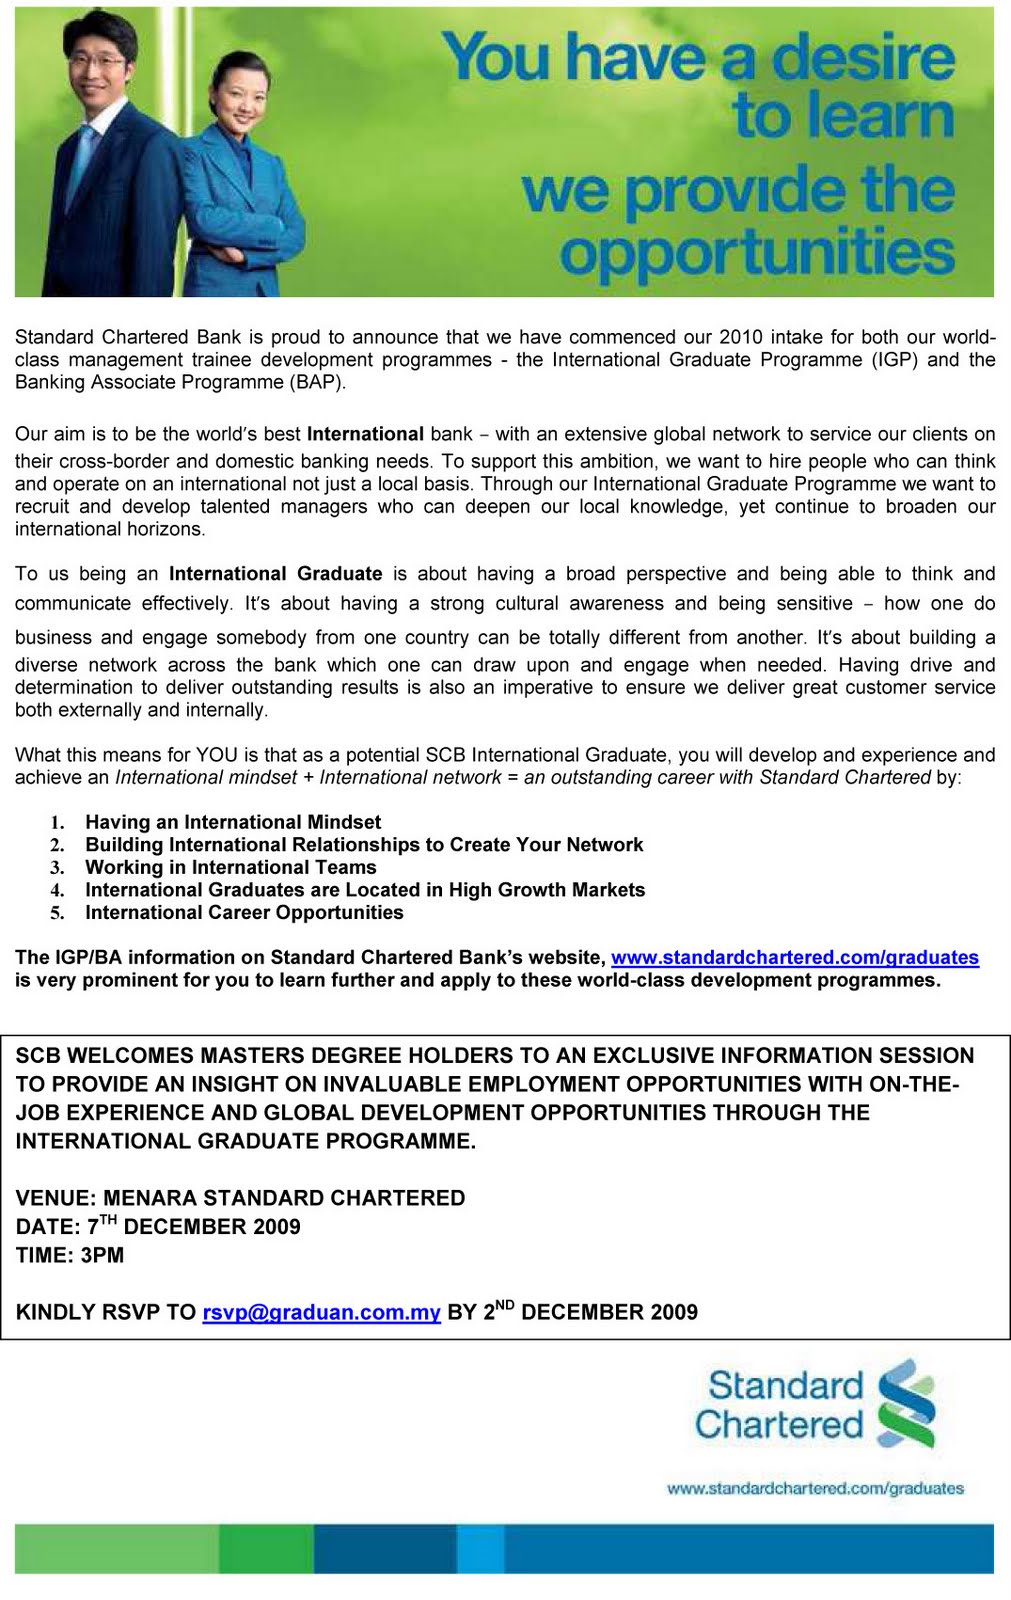 You have a desire
to learn
we provide the
opportunities
Standard Chartered Bank is proud to announce that we have commenced our 2010 intake for both our world-
class management trainee development programmes - the International Graduate Programme (IGP) and the
Banking Associate Programme (BAP).
Our aim is to be the world's best International bank – with an extensive global network to service our clients on
their cross-border and domestic banking needs. To support this ambition, we want to hire people who can think
and operate on an international not just a local basis. Through our International Graduate Programme we want to
recruit and develop talented managers who can deepen our local knowledge, yet continue to broaden our
international horizons.
To us being an International Graduate is about having a broad perspective and being able to think and
communicate effectively. It's about having a strong cultural awareness and being sensitive – how one do
business and engage somebody from one country can be totally different from another. It's about building a
diverse network across the bank which one can draw upon and engage when needed. Having drive and
determination to deliver outstanding results is also an imperative to ensure we deliver great customer service
both externally and internally.
What this means for YOU is that as a potential SCB International Graduate, you will develop and experience and
achieve an International mindset + International network = an outstanding career with Standard Chartered by:
1. Having an International Mindset
2. Building International Relationships to Create Your Network
3. Working in International Teams
4. International Graduates are Located in High Growth Markets
5. International Career Opportunities
The IGP/BA information on Standard Chartered Bank's website, www.standardchartered.com/graduates
is very prominent for you to learn further and apply to these world-class development programmes.
SCB WELCOMES MASTERS DEGREE HOLDERS TO AN EXCLUSIVE INFORMATION SESSION
TO PROVIDE AN INSIGHT ON INVALUABLE EMPLOYMENT OPPORTUNITIES WITH ON-THE-
JOB EXPERIENCE AND GLOBAL DEVELOPMENT OPPORTUNITIES THROUGH THE
INTERNATIONAL GRADUATE PROGRAMME.
VENUE: MENARA STANDARD CHARTERED
DATE: 7TH DECEMBER 2009
TIME: 3PM
KINDLY RSVP TO rsvp@graduan.com.my BY 2ND DECEMBER 2009
Standard
Chartered
www.standardchartered.com/graduates